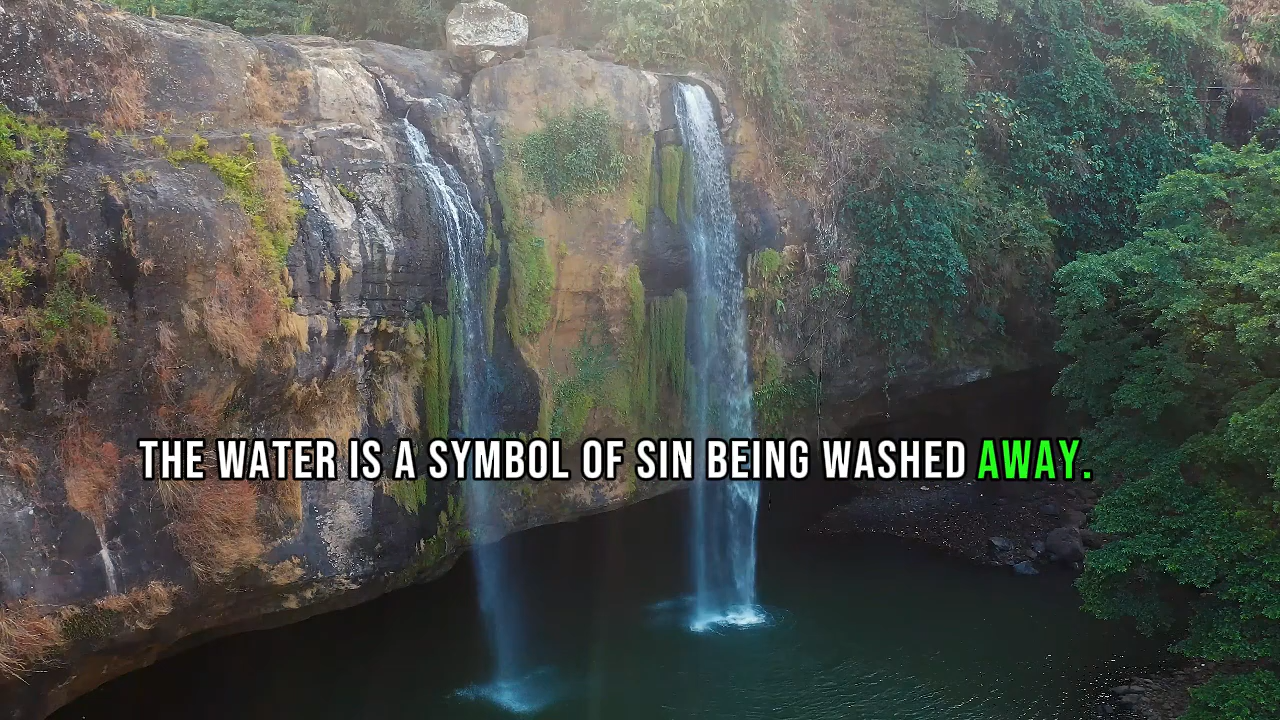 THE WATER IS A SYMBOL OF SIN BEING WASHED AWAY.